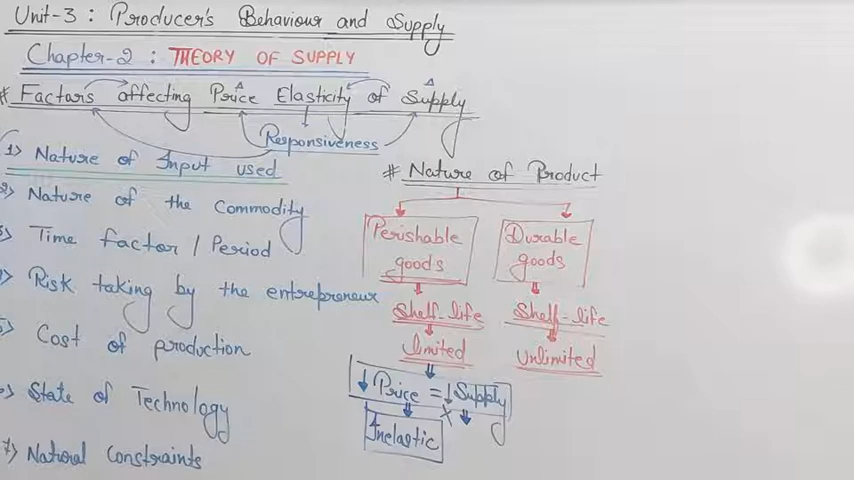 Unit-3 : Producer's Behaviour and Supply
Chapter-2 : THEORY OF SUPPLY
# Factors affecting Price Elasticity of Supply
Responsiveness
1) Nature of Input used
2) Nature of the Commodity
3) Time factor / Period
4) Risk taking by the entrepreneur
5) Cost of production
6) State of Technology
7) Natural constraints
# Nature of Product
Perishable goods
Shelf-life
limited
↓ Price = ↓ Supply
Inelastic
Durable goods
Shelf-life
Unlimited